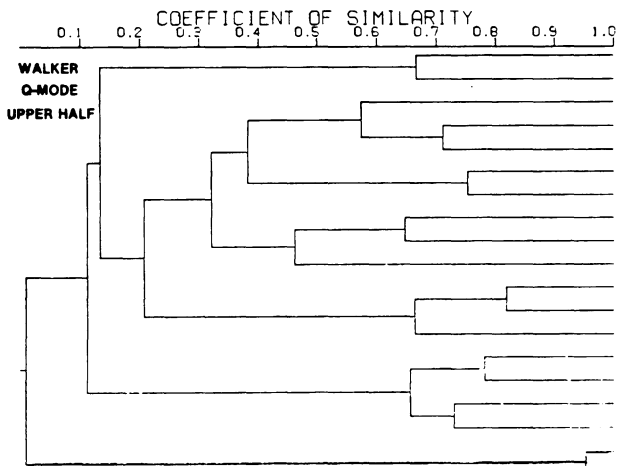 COEFFICIENT OF SIMILARITY
0.1 0.2 0.3 0.4 0.5 0.6 0.7 0.8 0.9 1.0
WALKER
Q-MODE
UPPER HALF